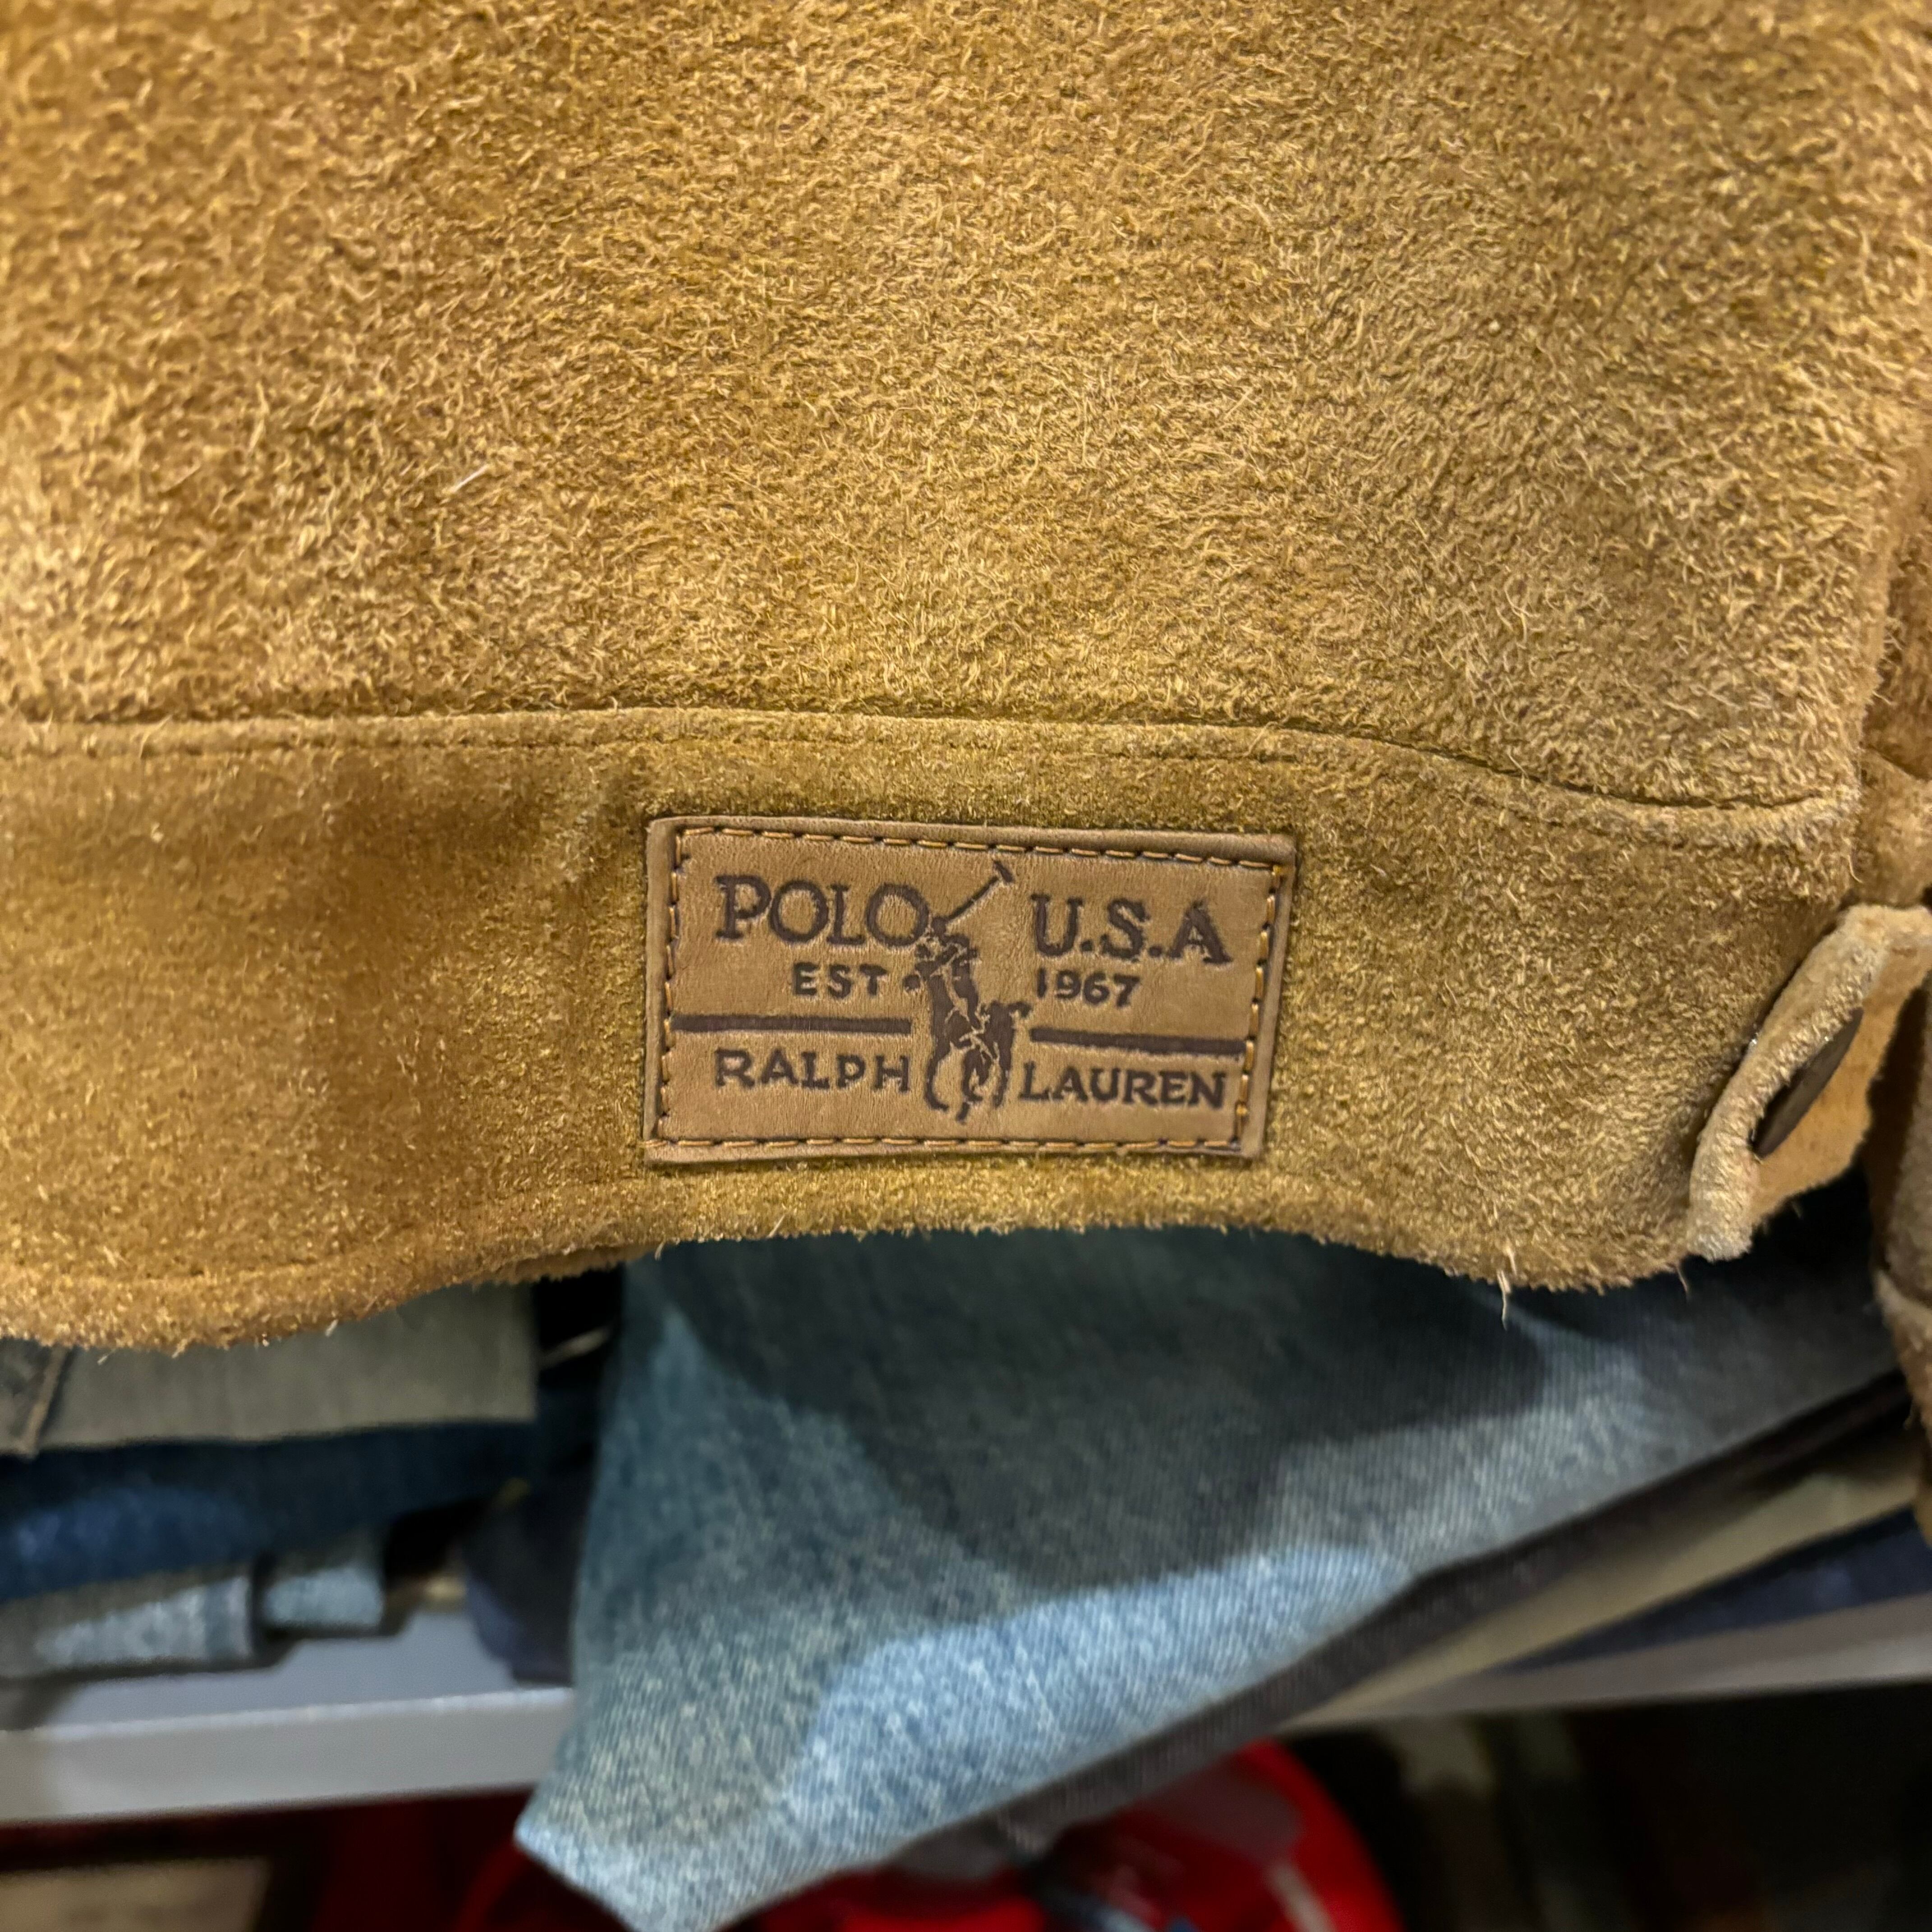 POLO U.S.A
EST 1967
RALPH LAUREN